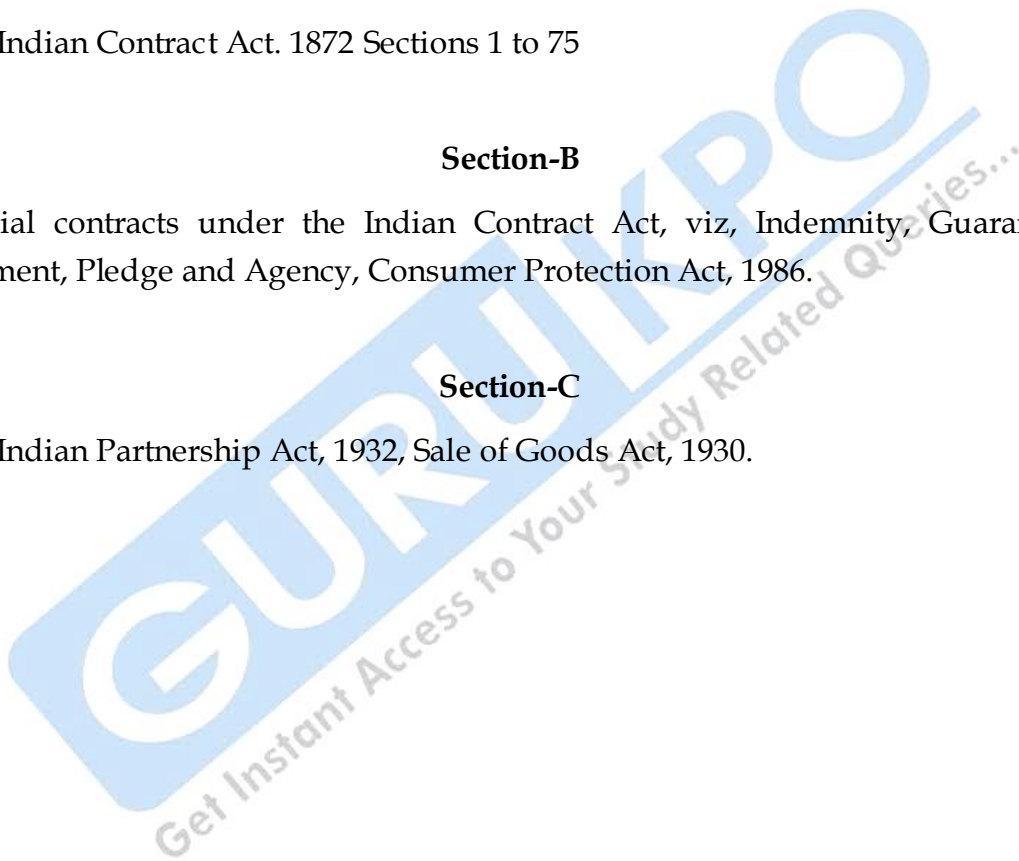 Indian Contract Act. 1872 Sections 1 to 75
Section-B
ial contracts under the Indian Contract Act, viz, Indemnity, Guaran
ment, Pledge and Agency, Consumer Protection Act, 1986.
Section-C
Indian Partnership Act, 1932, Sale of Goods Act, 1930.
GURUKPO
Get Instant Access to Your Study Related Queries...